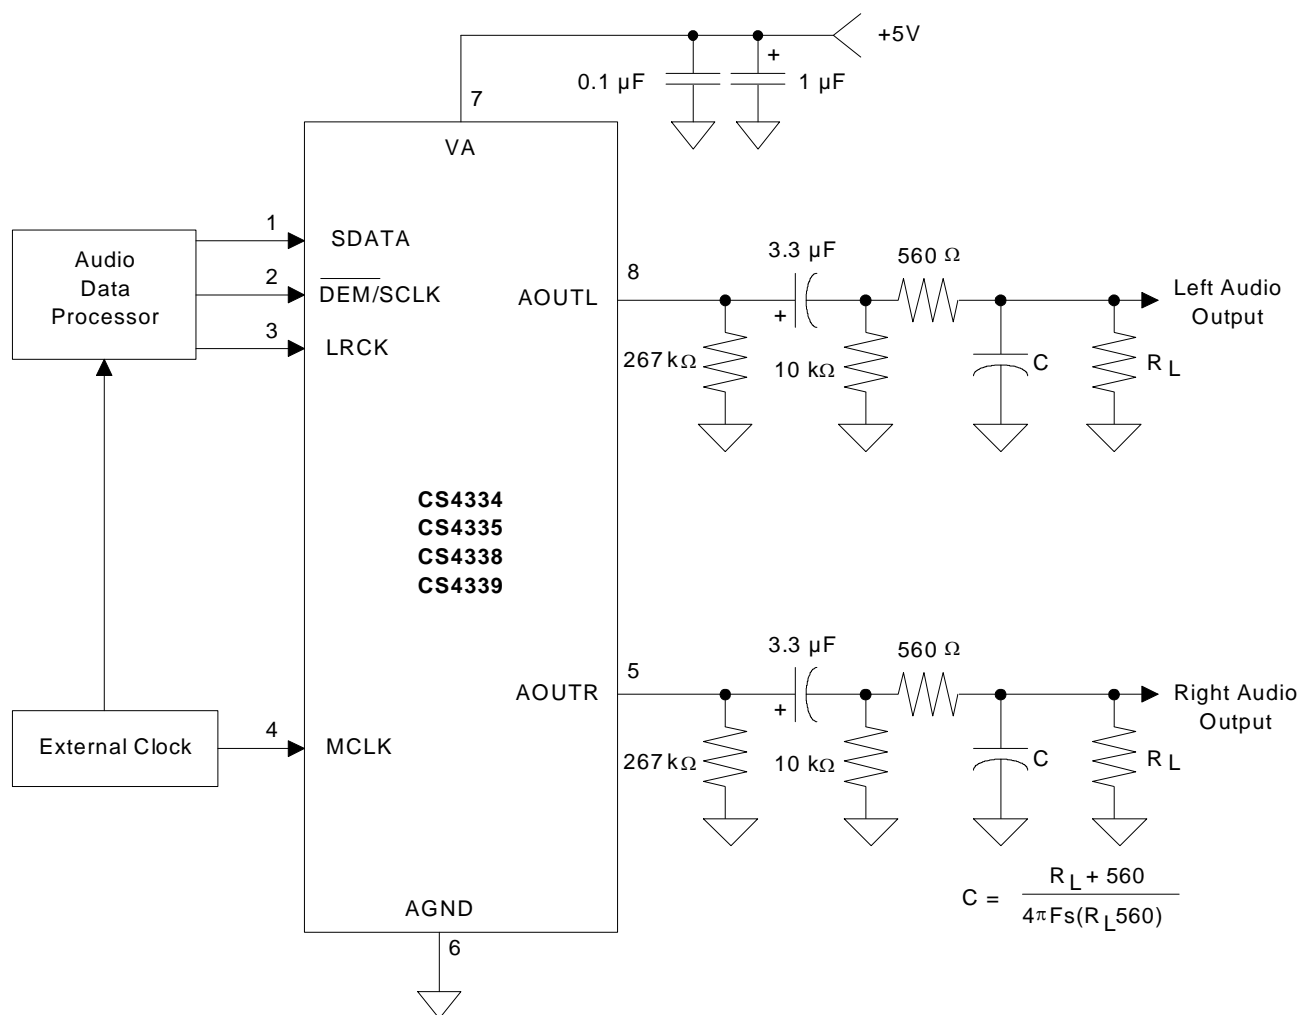 +5V
+
0.1 µF
1 µF
7
VA
1
SDATA
Audio
Data
Processor
2
DEM/SCLK
3
LRCK
8
AOUTL
3.3 µF
+
560 Ω
Left Audio
Output
267 kΩ
10 kΩ
C
R L
CS4334
CS4335
CS4338
CS4339
5
AOUTR
3.3 µF
+
560 Ω
Right Audio
Output
267 kΩ
10 kΩ
C
R L
External Clock
4
MCLK
AGND
6
C = R L + 560
4πFs(R L 560)